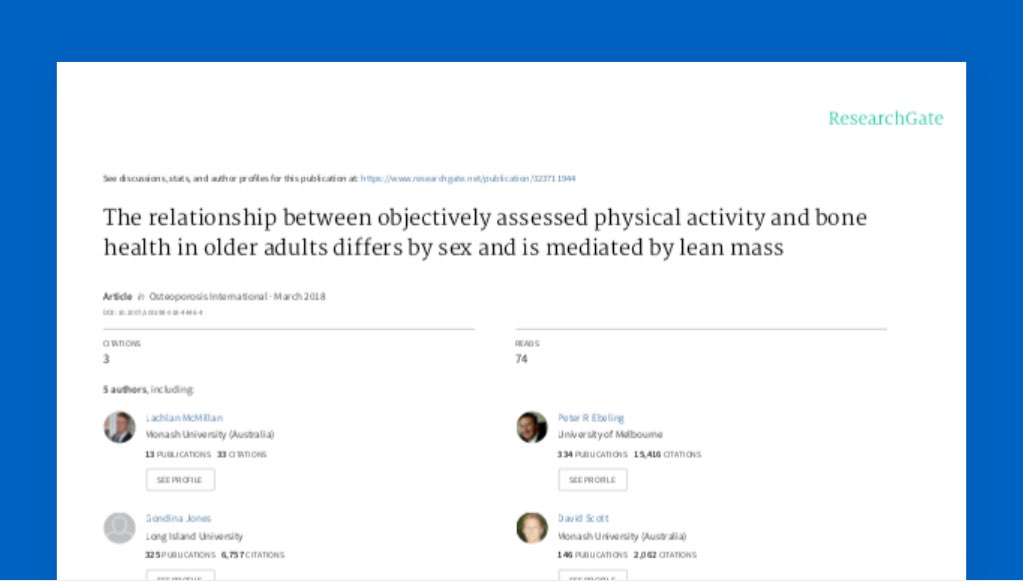 ResearchGate
See discussions, stats, and author profiles for this publication at: https://www.researchgate.net/publication/323711944
The relationship between objectively assessed physical activity and bone
health in older adults differs by sex and is mediated by lean mass
Article in Osteoporosis International · March 2018
DOI: 10.1007/s00198-018-4446-4
CITATIONS
3
READS
74
5 authors, including:
Lachlan McMillan
Monash University (Australia)
13 PUBLICATIONS 33 CITATIONS
SEE PROFILE
Peter R Ebeling
University of Melbourne
334 PUBLICATIONS 15,416 CITATIONS
SEE PROFILE
Gondina Jones
Long Island University
325 PUBLICATIONS 6,757 CITATIONS
SEE PROFILE
David Scott
Monash University (Australia)
146 PUBLICATIONS 2,062 CITATIONS
SEE PROFILE